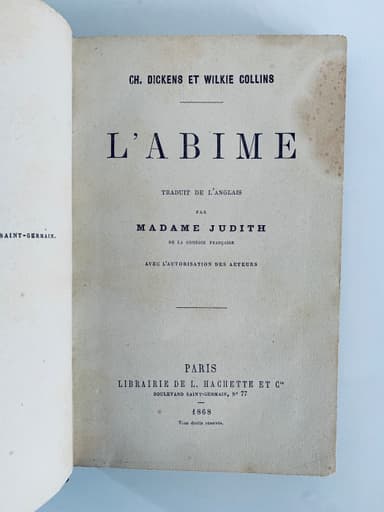 SAINT-GERMAIN.
CH. DICKENS ET WILKIE COLLINS
L'ABIME
TRADUIT DE L'ANGLAIS
PAR
MADAME JUDITH
DE LA COMÉDIE FRANÇAISE
AVEC L'AUTORISATION DES AUTEURS
PARIS
LIBRAIRIE DE L. HACHETTE ET Cie
BOULEVARD SAINT-GERMAIN, No 77
1868
Tous droits réservés.